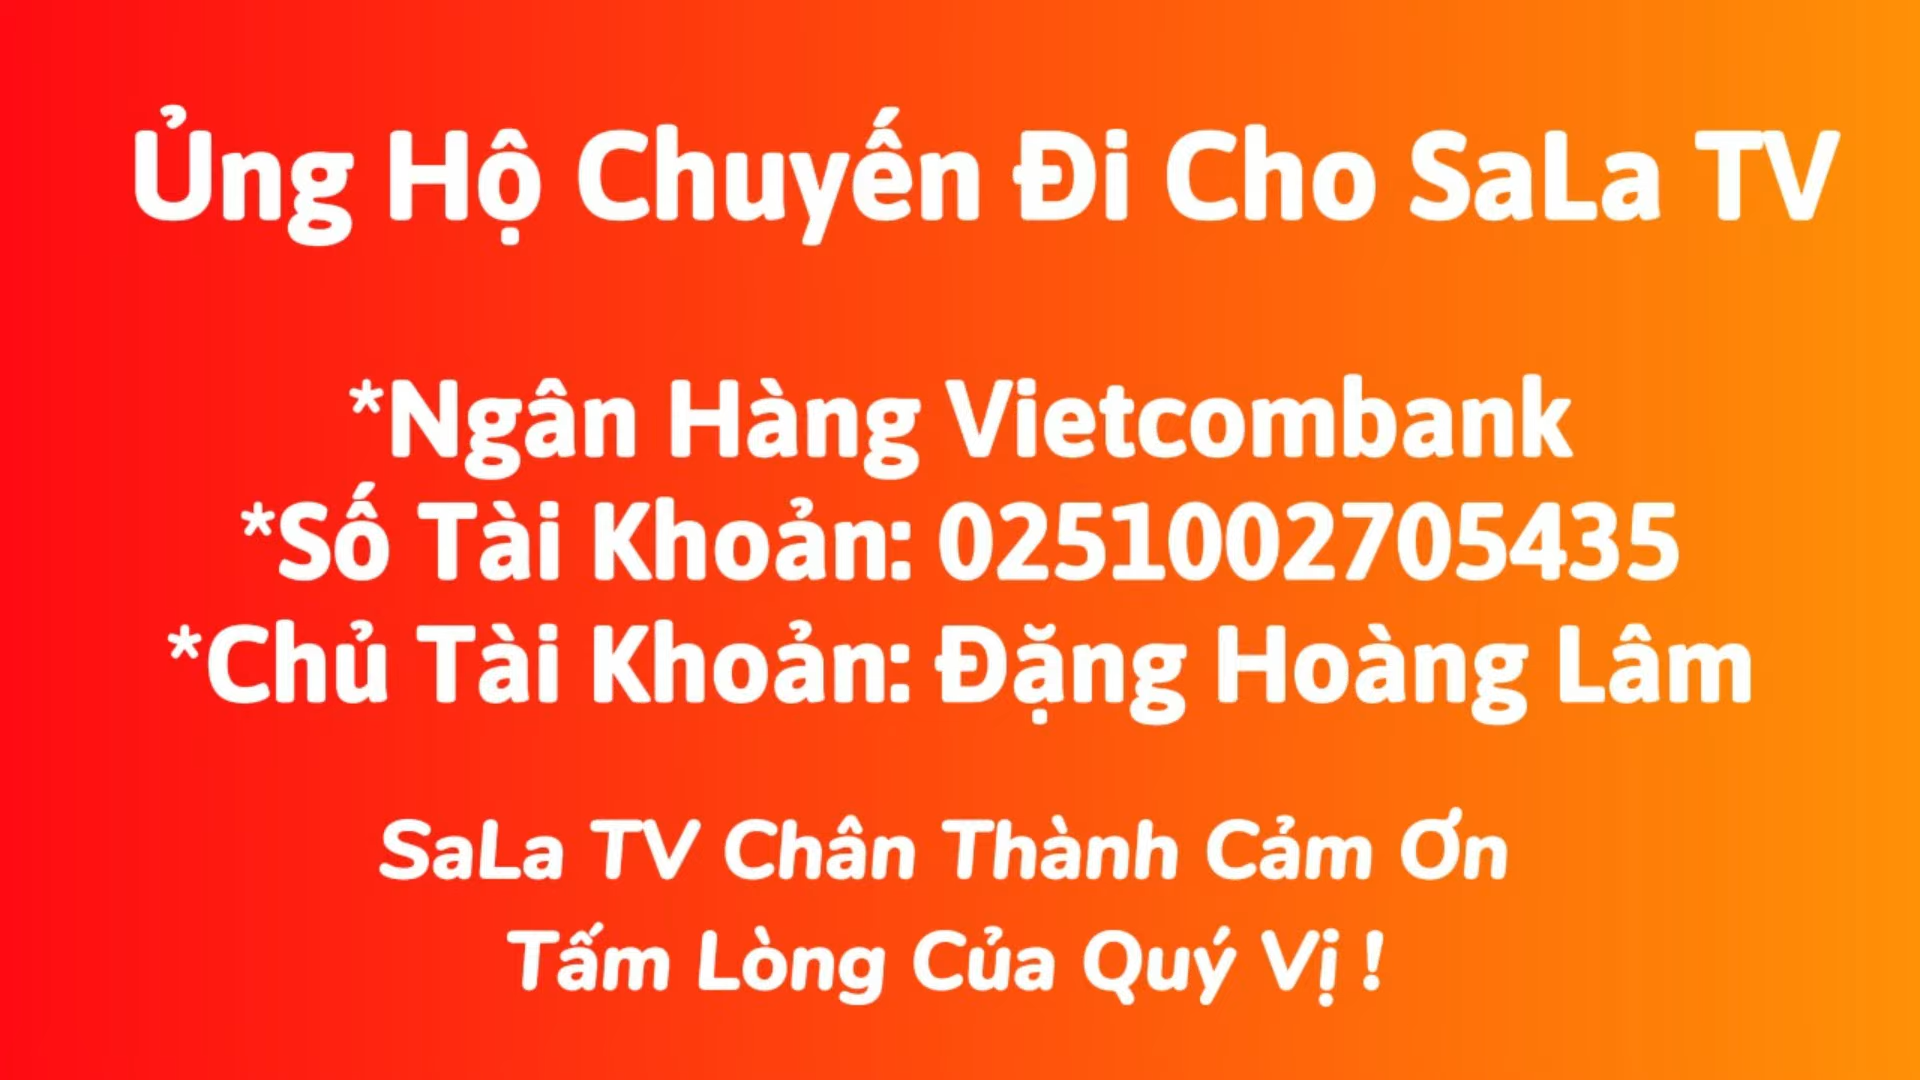 Ủng Hộ Chuyến Đi Cho SaLa TV
*Ngân Hàng Vietcombank
*Số Tài Khoản: 0251002705435
*Chủ Tài Khoản: Đặng Hoàng Lâm
SaLa TV Chân Thành Cảm Ơn
Tấm Lòng Của Quý Vị !